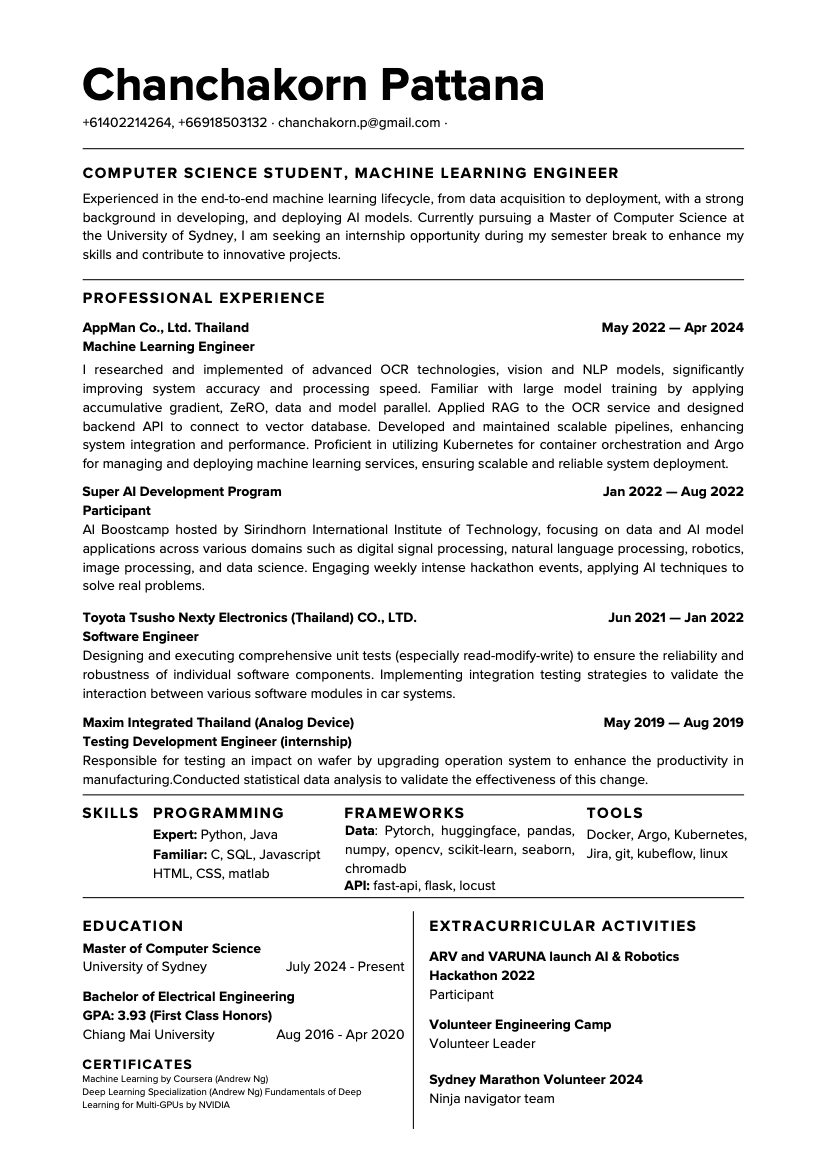 Chanchakorn Pattana
+61402214264, +66918503132 · chanchakorn.p@gmail.com ·
COMPUTER SCIENCE STUDENT, MACHINE LEARNING ENGINEER
Experienced in the end-to-end machine learning lifecycle, from data acquisition to deployment, with a strong
background in developing, and deploying AI models. Currently pursuing a Master of Computer Science at
the University of Sydney, I am seeking an internship opportunity during my semester break to enhance my
skills and contribute to innovative projects.
PROFESSIONAL EXPERIENCE
AppMan Co., Ltd. Thailand May 2022 — Apr 2024
Machine Learning Engineer
I researched and implemented of advanced OCR technologies, vision and NLP models, significantly
improving system accuracy and processing speed. Familiar with large model training by applying
accumulative gradient, ZeRO, data and model parallel. Applied RAG to the OCR service and designed
backend API to connect to vector database. Developed and maintained scalable pipelines, enhancing
system integration and performance. Proficient in utilizing Kubernetes for container orchestration and Argo
for managing and deploying machine learning services, ensuring scalable and reliable system deployment.
Super AI Development Program Jan 2022 — Aug 2022
Participant
AI Boostcamp hosted by Sirindhorn International Institute of Technology, focusing on data and AI model
applications across various domains such as digital signal processing, natural language processing, robotics,
image processing, and data science. Engaging weekly intense hackathon events, applying AI techniques to
solve real problems.
Toyota Tsusho Nexty Electronics (Thailand) CO., LTD. Jun 2021 — Jan 2022
Software Engineer
Designing and executing comprehensive unit tests (especially read-modify-write) to ensure the reliability and
robustness of individual software components. Implementing integration testing strategies to validate the
interaction between various software modules in car systems.
Maxim Integrated Thailand (Analog Device) May 2019 — Aug 2019
Testing Development Engineer (internship)
Responsible for testing an impact on wafer by upgrading operation system to enhance the productivity in
manufacturing.Conducted statistical data analysis to validate the effectiveness of this change.
SKILLS
PROGRAMMING
Expert: Python, Java
Familiar: C, SQL, Javascript
HTML, CSS, matlab
FRAMEWORKS
Data: Pytorch, huggingface, pandas,
numpy, opencv, scikit-learn, seaborn,
chromadb
API: fast-api, flask, locust
TOOLS
Docker, Argo, Kubernetes,
Jira, git, kubeflow, linux
EDUCATION
Master of Computer Science
University of Sydney July 2024 - Present
Bachelor of Electrical Engineering
GPA: 3.93 (First Class Honors)
Chiang Mai University Aug 2016 - Apr 2020
CERTIFICATES
Machine Learning by Coursera (Andrew Ng)
Deep Learning Specialization (Andrew Ng) Fundamentals of Deep
Learning for Multi-GPUs by NVIDIA
EXTRACURRICULAR ACTIVITIES
ARV and VARUNA launch AI & Robotics
Hackathon 2022
Participant
Volunteer Engineering Camp
Volunteer Leader
Sydney Marathon Volunteer 2024
Ninja navigator team